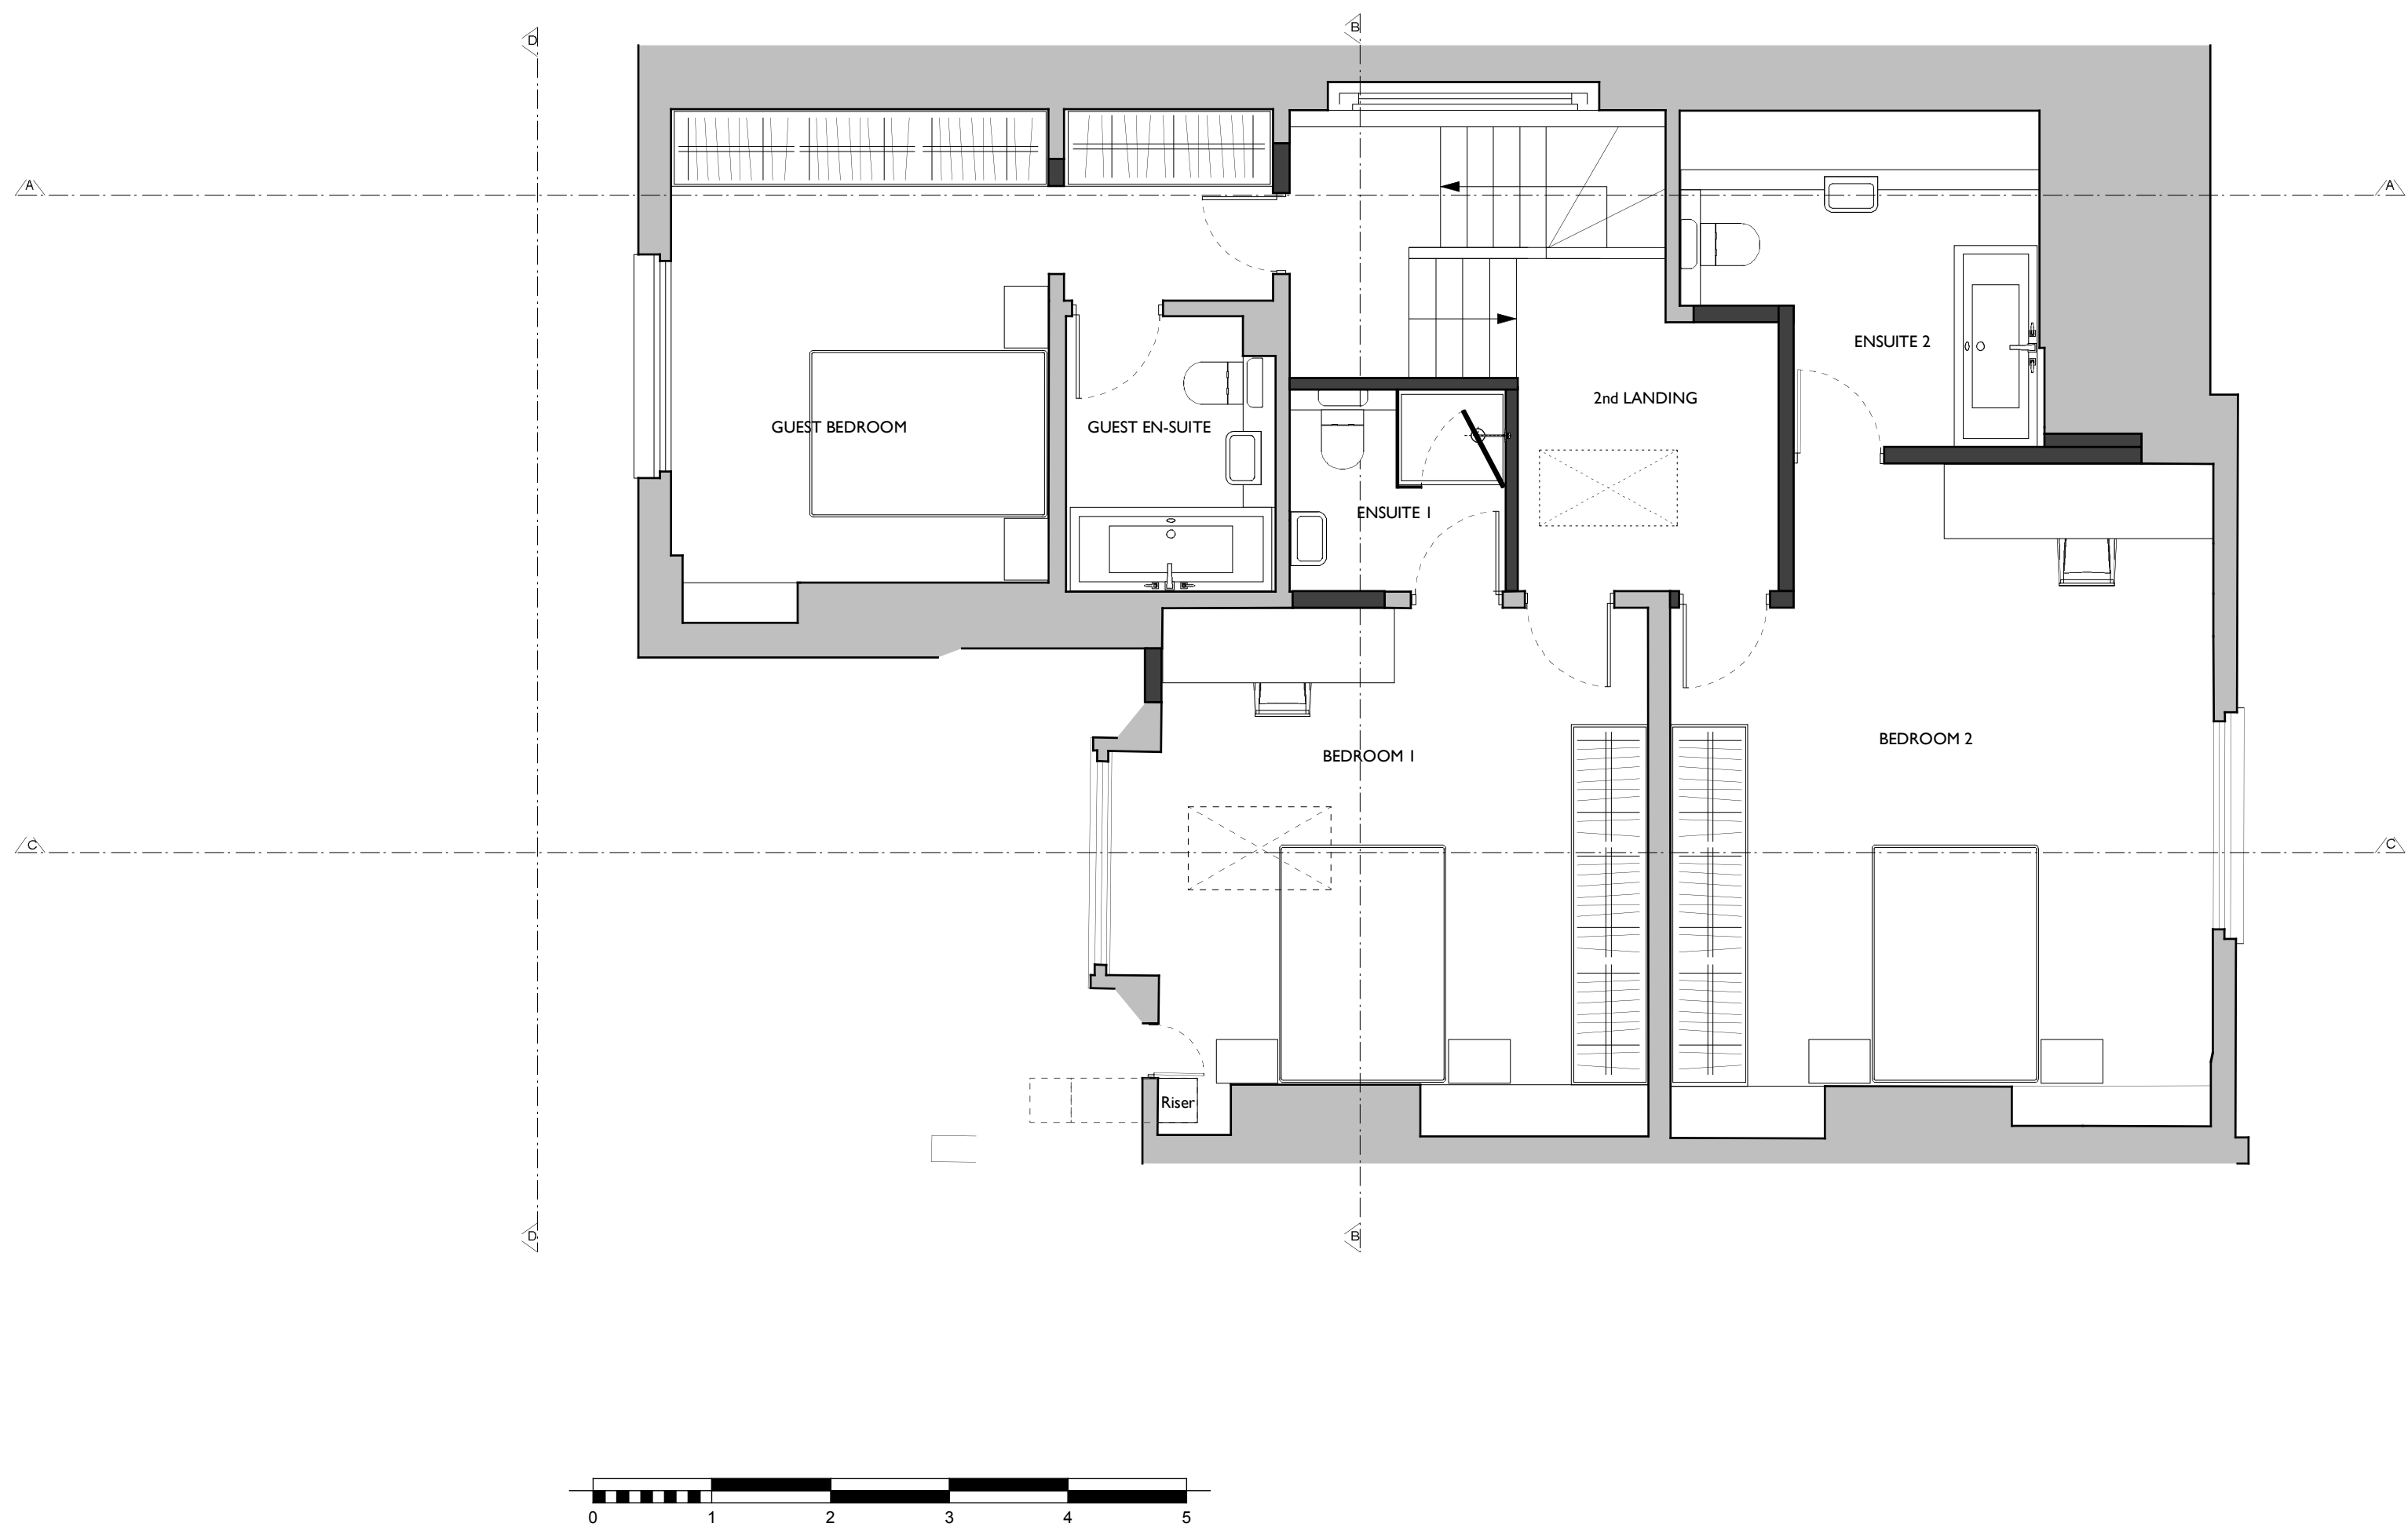 D
B
A
A
ENSUITE 2
2nd LANDING
GUEST BEDROOM
GUEST EN-SUITE
ENSUITE 1
BEDROOM 2
BEDROOM 1
C
C
Riser
D
B
0 1 2 3 4 5